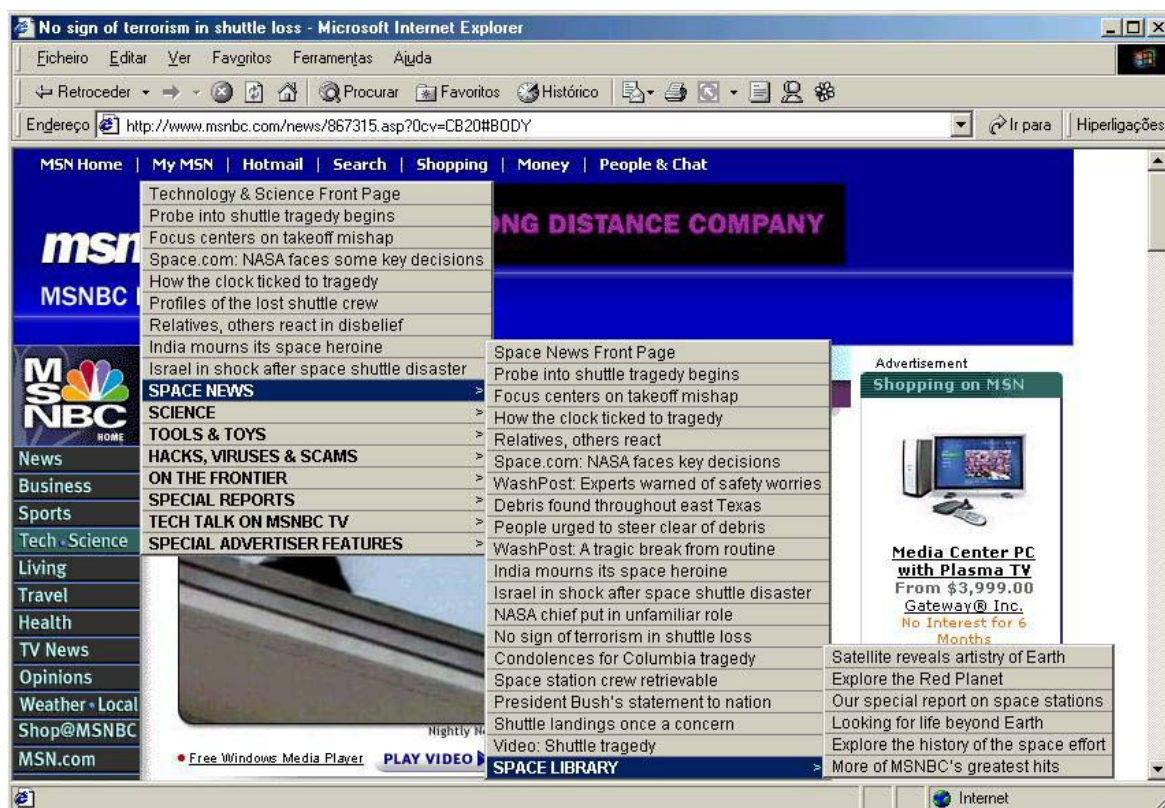 No sign of terrorism in shuttle loss - Microsoft Internet Explorer
Ficheiro Editar Ver Favoritos Ferramentas Ajuda
Retroceder Procurar Favoritos Histórico
Endereço http://www.msnbc.com/news/867315.asp?0cv=CB20#BODY Ir para Hiperligações
MSN Home | My MSN | Hotmail | Search | Shopping | Money | People & Chat
Technology & Science Front Page
Probe into shuttle tragedy begins
Focus centers on takeoff mishap
Space.com: NASA faces some key decisions
How the clock ticked to tragedy
Profiles of the lost shuttle crew
Relatives, others react in disbelief
India mourns its space heroine
Israel in shock after space shuttle disaster
SPACE NEWS >
SCIENCE >
TOOLS & TOYS >
HACKS, VIRUSES & SCAMS >
ON THE FRONTIER >
SPECIAL REPORTS >
TECH TALK ON MSNBC TV >
SPECIAL ADVERTISER FEATURES >
DISTANCE COMPANY
msn
MSNBC
MSNBC
HOME
News
Business
Sports
Tech • Science
Living
Travel
Health
TV News
Opinions
Weather • Local
Shop@MSNBC
MSN.com
Space News Front Page
Probe into shuttle tragedy begins
Focus centers on takeoff mishap
How the clock ticked to tragedy
Relatives, others react
Space.com: NASA faces key decisions
WashPost: Experts warned of safety worries
Debris found throughout east Texas
People urged to steer clear of debris
WashPost: A tragic break from routine
India mourns its space heroine
Israel in shock after space shuttle disaster
NASA chief put in unfamiliar role
No sign of terrorism in shuttle loss
Condolences for Columbia tragedy
Space station crew retrievable
President Bush's statement to nation
Shuttle landings once a concern
Video: Shuttle tragedy
SPACE LIBRARY >
Satellite reveals artistry of Earth
Explore the Red Planet
Our special report on space stations
Looking for life beyond Earth
Explore the history of the space effort
More of MSNBC's greatest hits
Advertisement
Shopping on MSN
Media Center PC
with Plasma TV
From $3,999.00
Gateway® Inc.
No Interest for 6
Months
Nightly
• Free Windows Media Player PLAY VIDEO
Internet